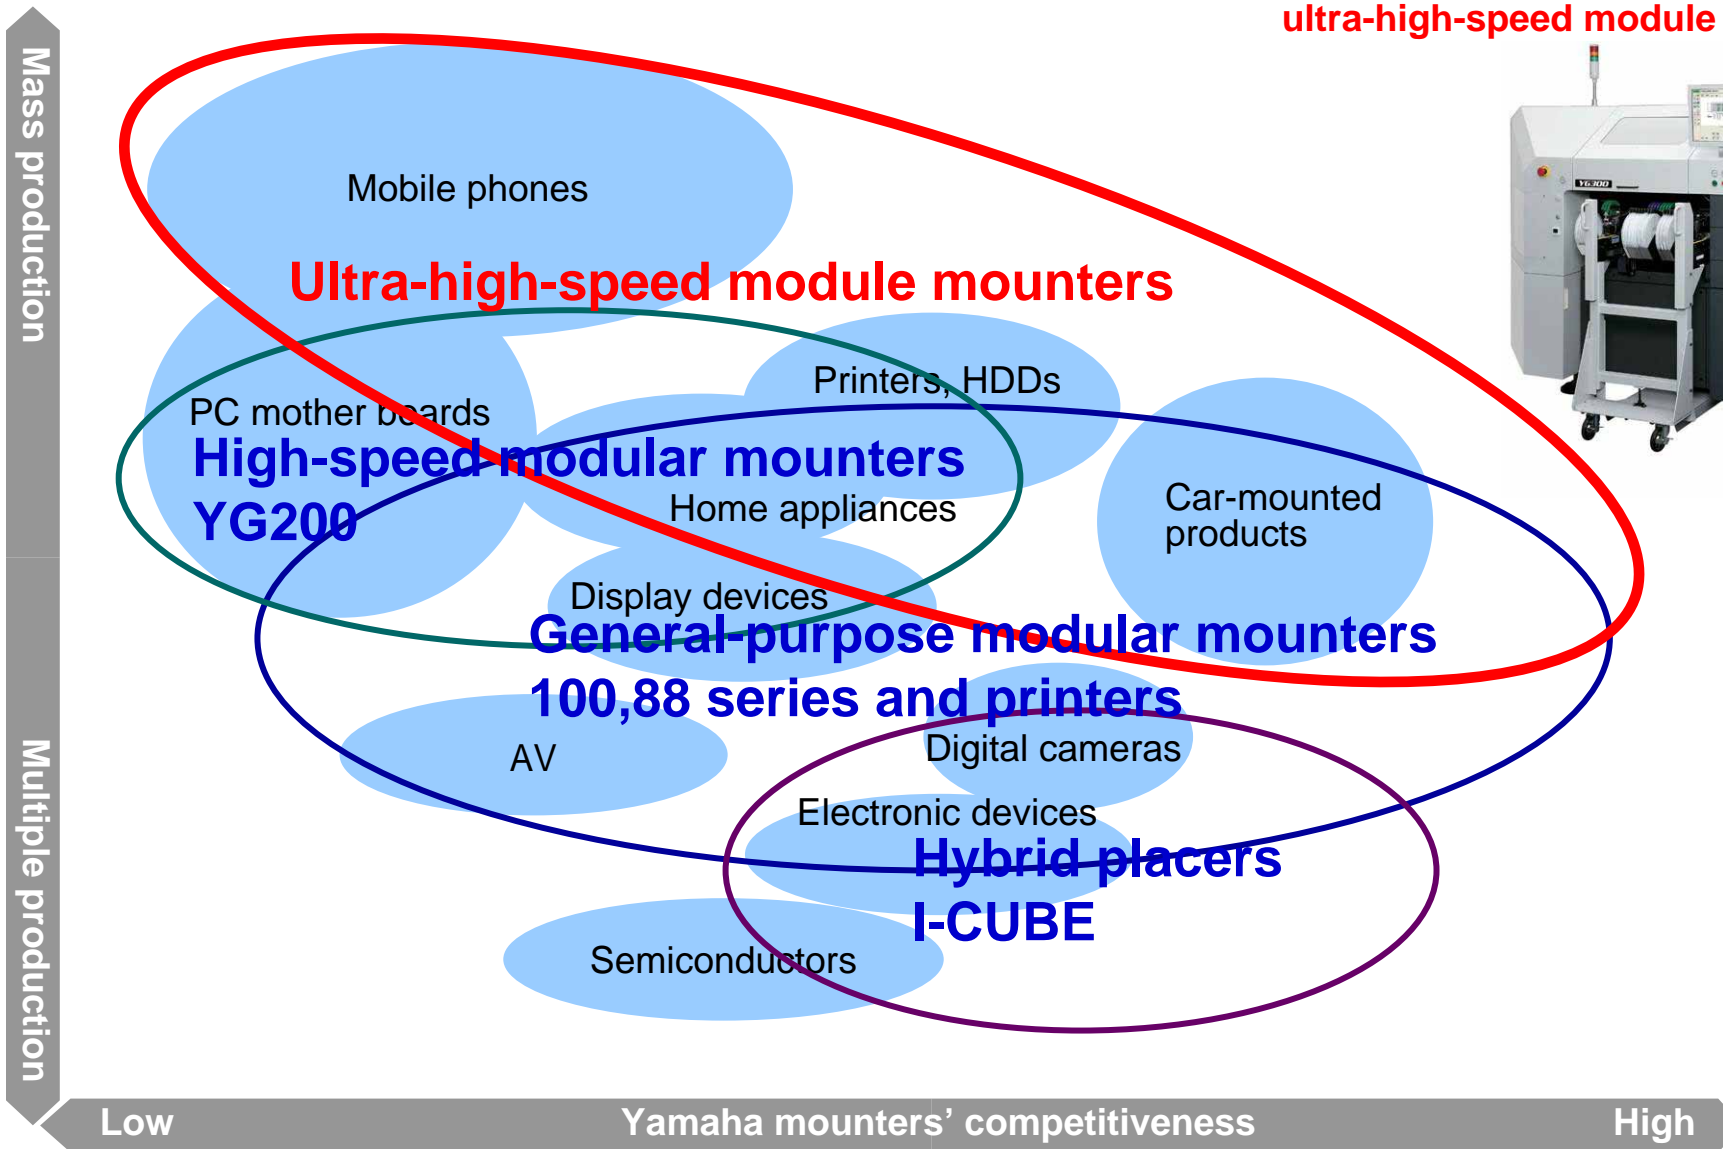 ultra-high-speed module
Mass production
Mobile phones
YG300
Ultra-high-speed module mounters
Printers, HDDs
PC mother boards
High-speed modular mounters
YG200
Home appliances
Car-mounted
products
Display devices
General-purpose modular mounters
100,88 series and printers
Digital cameras
AV
Electronic devices
Hybrid placers
I-CUBE
Semiconductors
Multiple production
Low
Yamaha mounters’ competitiveness
High